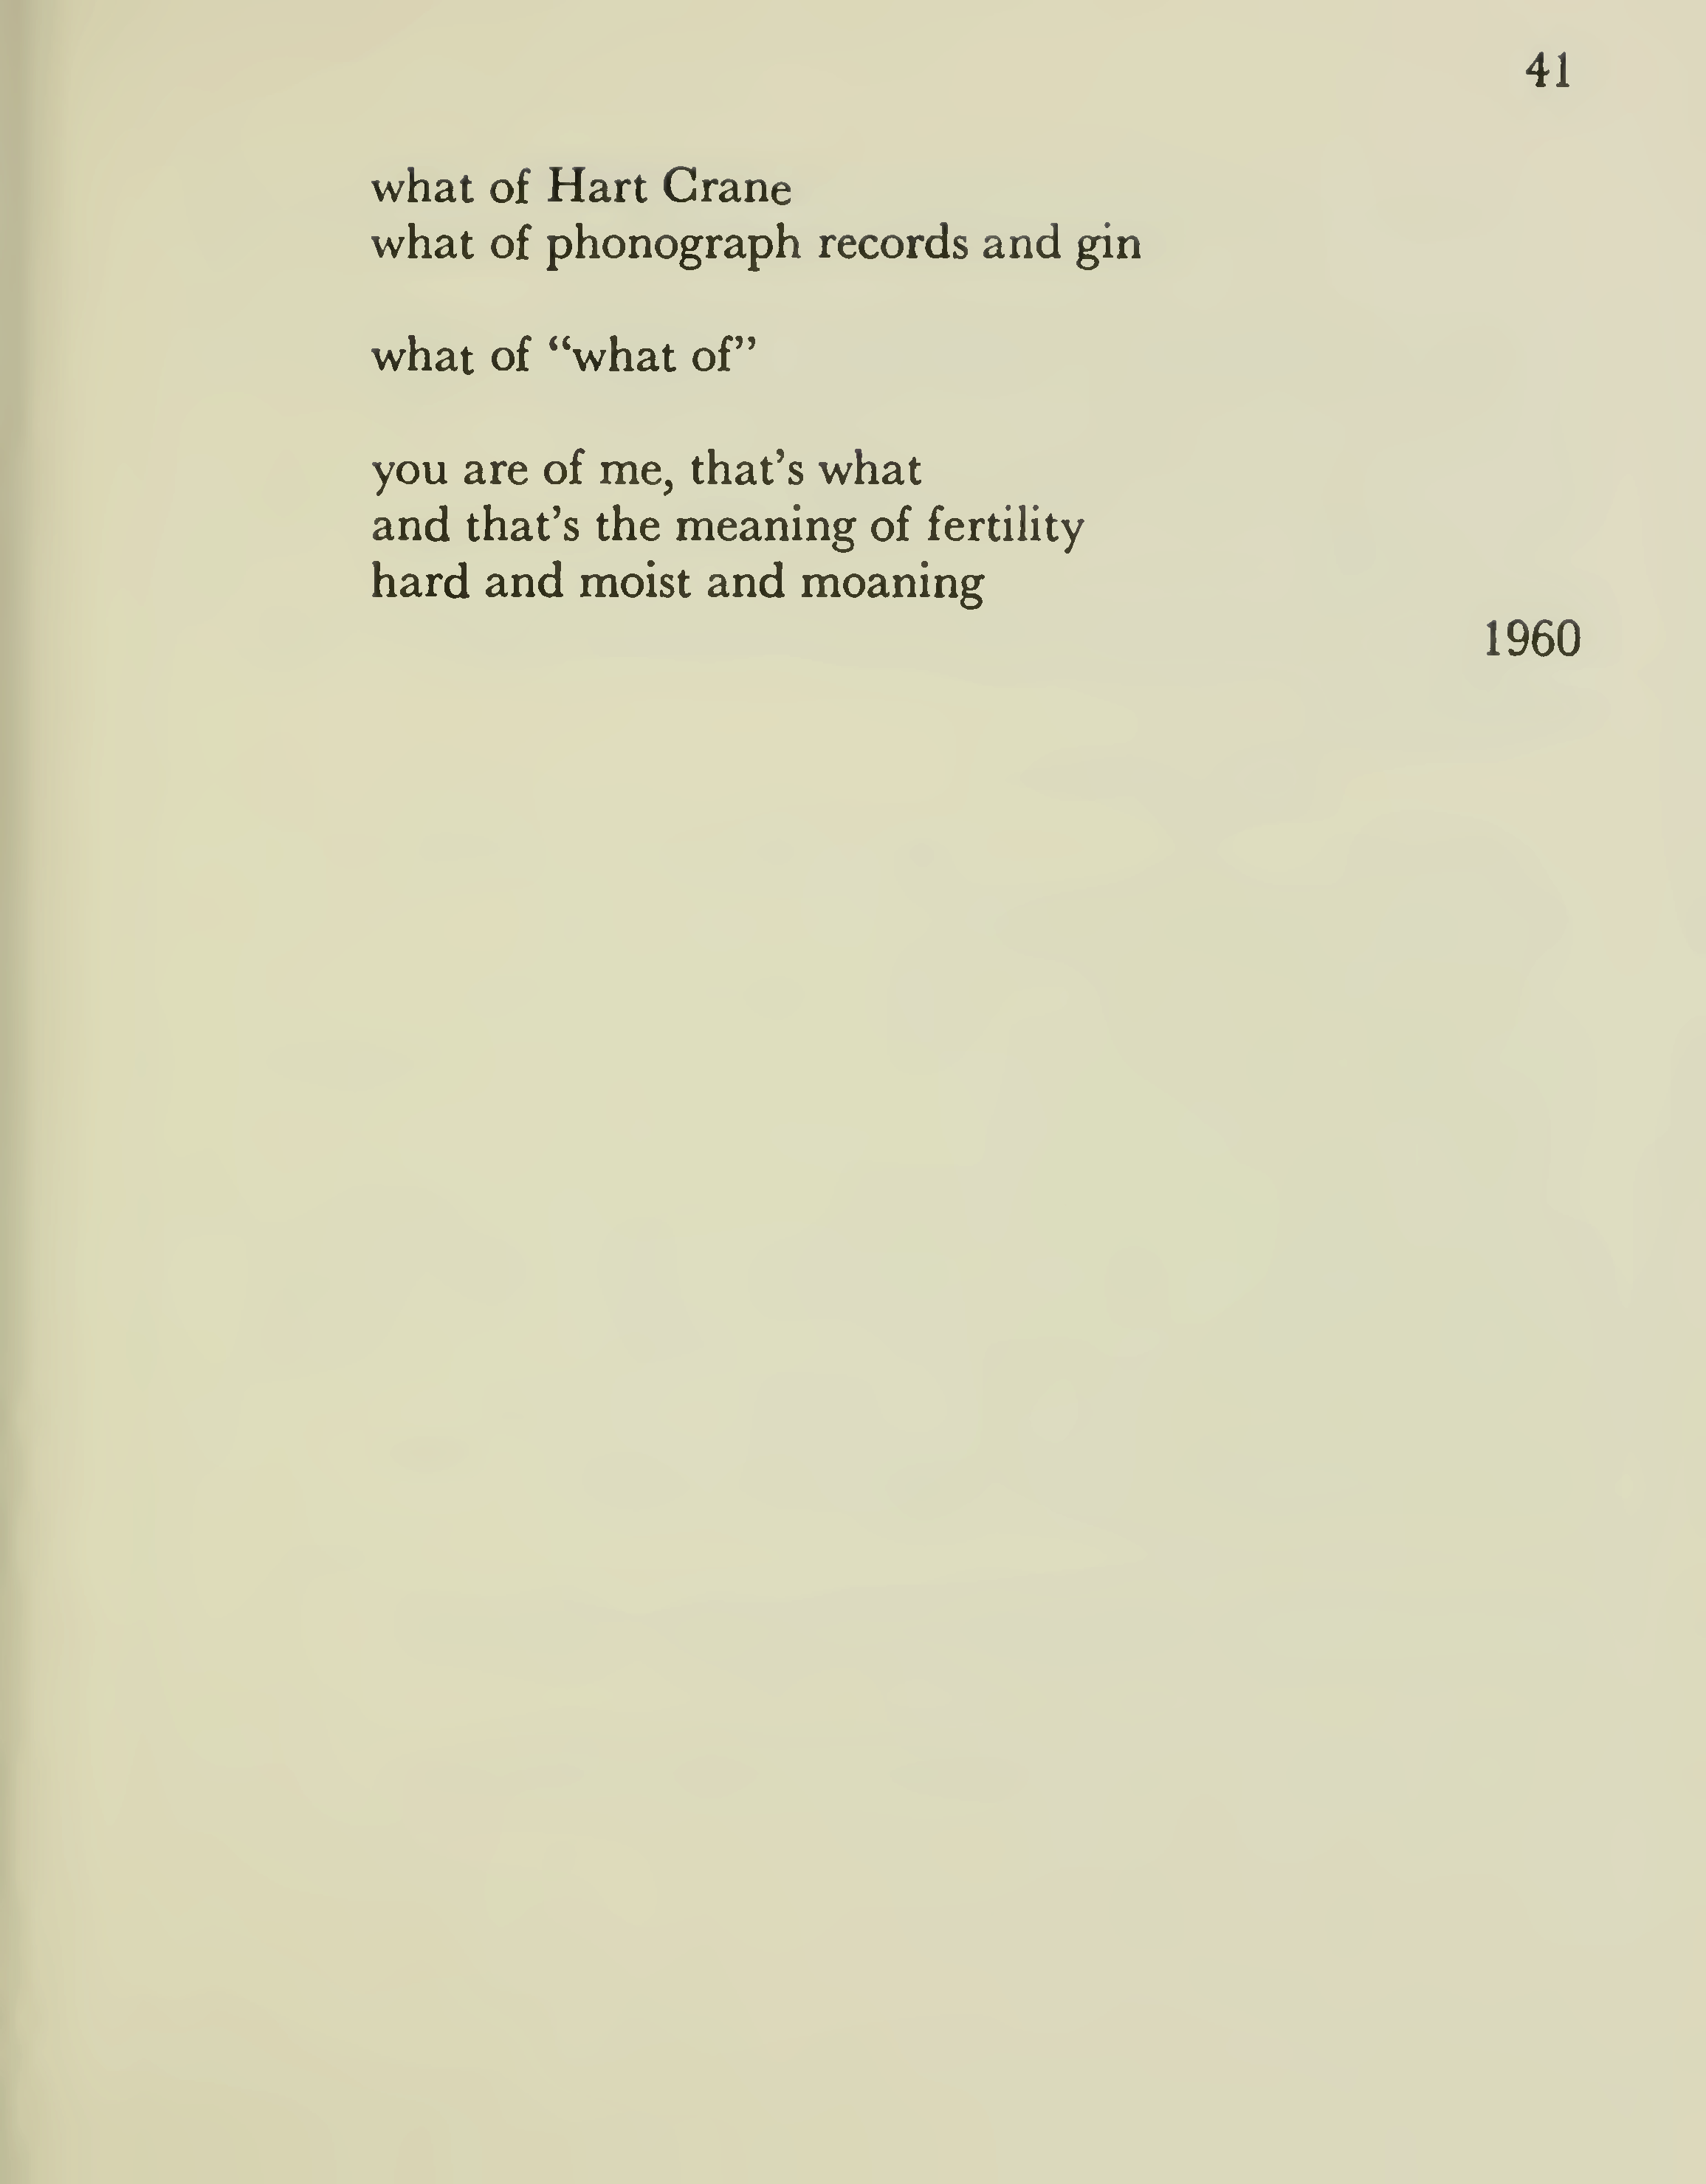 41
what of Hart Crane
what of phonograph records and gin
what of “what of”
you are of me, that’s what
and that’s the meaning of fertility
hard and moist and moaning
1960